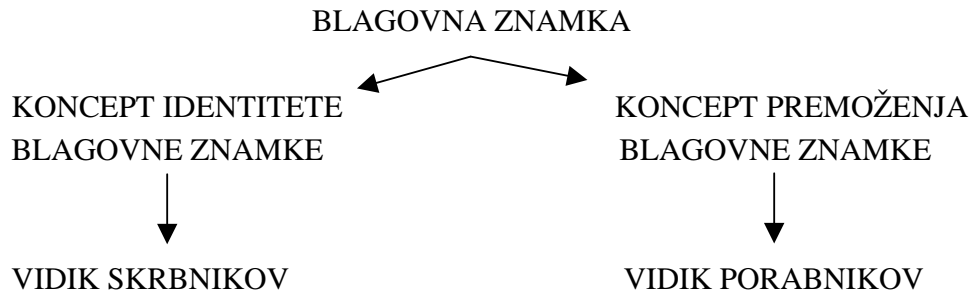 BLAGOVNA ZNAMKA
KONCEPT IDENTITETE
BLAGOVNE ZNAMKE
KONCEPT PREMOŽENJA
BLAGOVNE ZNAMKE
VIDIK SKRBNIKOV
VIDIK PORABNIKOV